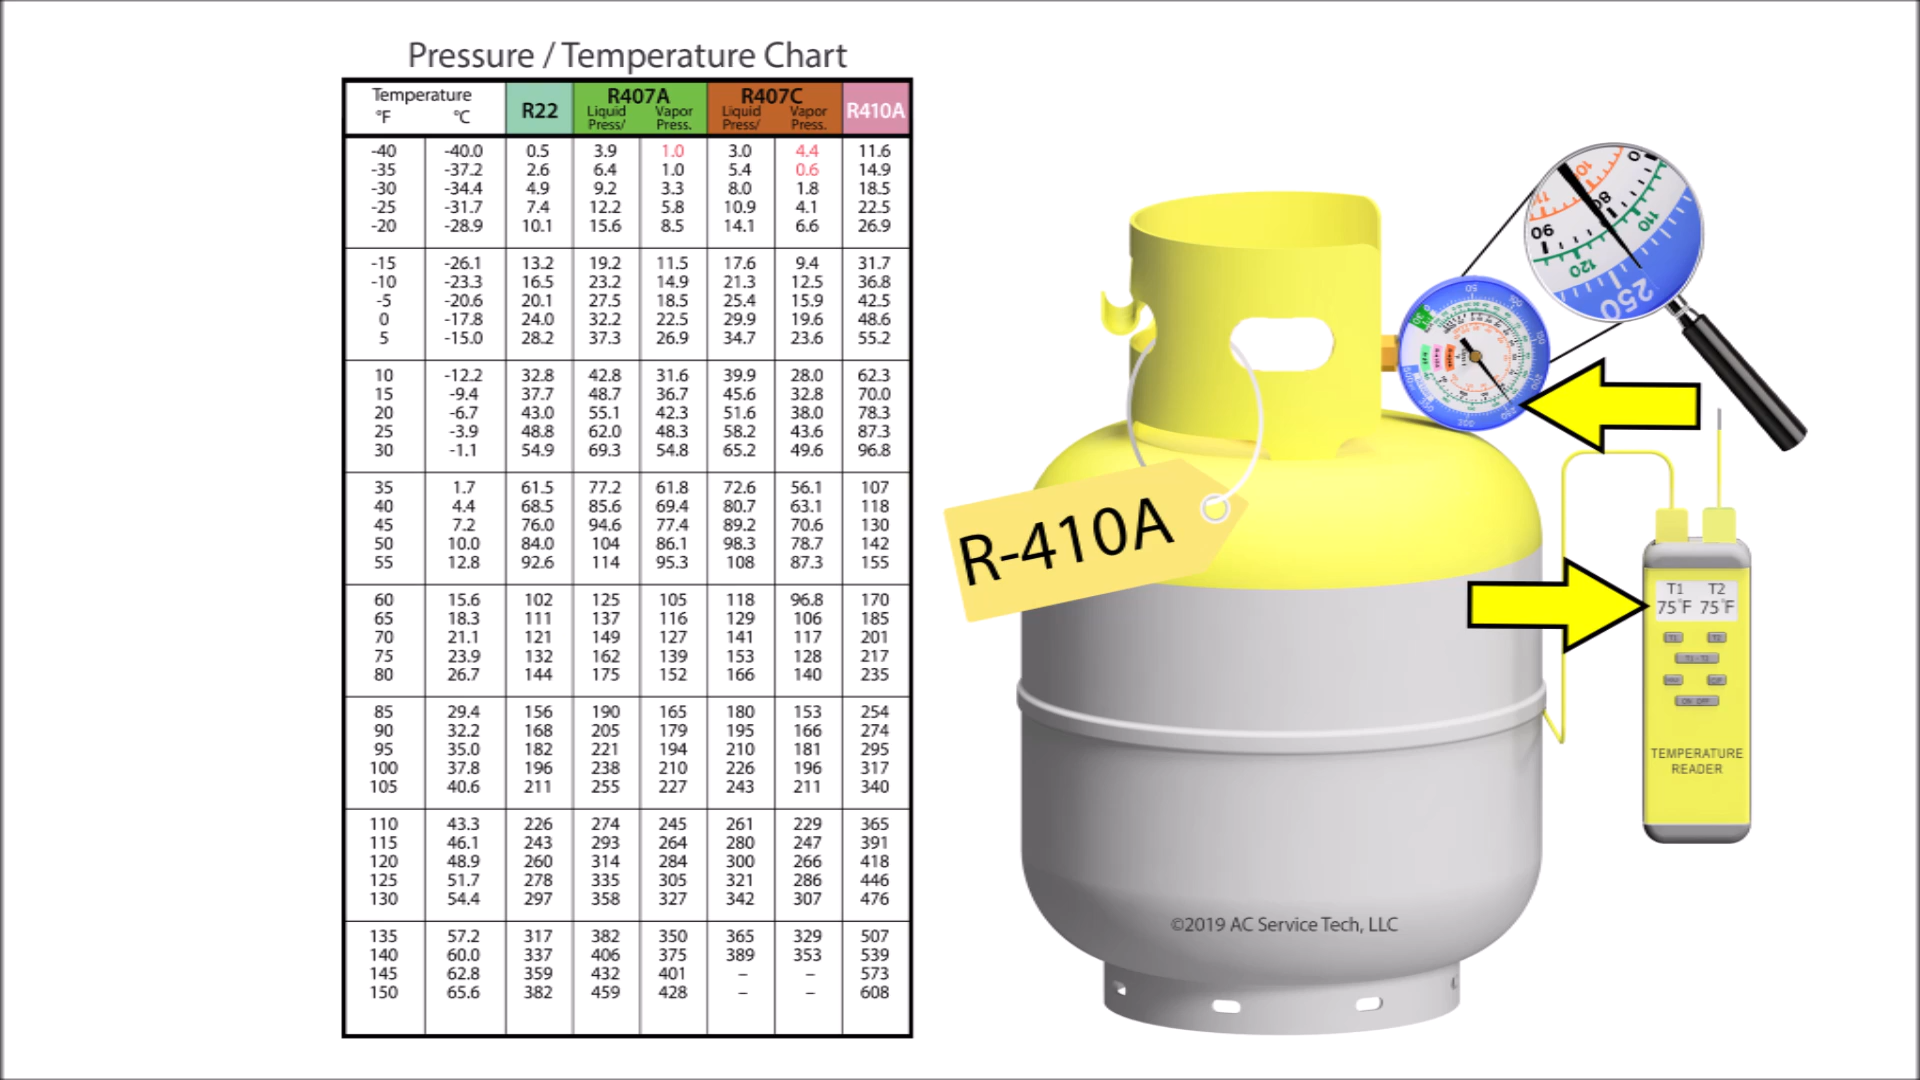 Pressure / Temperature Chart
Temperature R22 R407A R407C R410A
°F °C Liquid Press/ Vapor Press. Liquid Press/ Vapor Press.
-40 -40.0 0.5 3.9 1.0 3.0 4.4 11.6
-35 -37.2 2.6 6.4 1.0 5.4 0.6 14.9
-30 -34.4 4.9 9.2 3.3 8.0 1.8 18.5
-25 -31.7 7.4 12.2 5.8 10.9 4.1 22.5
-20 -28.9 10.1 15.6 8.5 14.1 6.6 26.9
-15 -26.1 13.2 19.2 11.5 17.6 9.4 31.7
-10 -23.3 16.5 23.2 14.9 21.3 12.5 36.8
-5 -20.6 20.1 27.5 18.5 25.4 15.9 42.5
0 -17.8 24.0 32.2 22.5 29.9 19.6 48.6
5 -15.0 28.2 37.3 26.9 34.7 23.6 55.2
10 -12.2 32.8 42.8 31.6 39.9 28.0 62.3
15 -9.4 37.7 48.7 36.7 45.6 32.8 70.0
20 -6.7 43.0 55.1 42.3 51.6 38.0 78.3
25 -3.9 48.8 62.0 48.3 58.2 43.6 87.3
30 -1.1 54.9 69.3 54.8 65.2 49.6 96.8
35 1.7 61.5 77.2 61.8 72.6 56.1 107
40 4.4 68.5 85.6 69.4 80.7 63.1 118
45 7.2 76.0 94.6 77.4 89.2 70.6 130
50 10.0 84.0 104 86.1 98.3 78.7 142
55 12.8 92.6 114 95.3 108 87.3 155
60 15.6 102 125 105 118 96.8 170
65 18.3 111 137 116 129 106 185
70 21.1 121 149 127 141 117 201
75 23.9 132 162 139 153 128 217
80 26.7 144 175 152 166 140 235
85 29.4 156 190 165 180 153 254
90 32.2 168 205 179 195 166 274
95 35.0 182 221 194 210 181 295
100 37.8 196 238 210 226 196 317
105 40.6 211 255 227 243 211 340
110 43.3 226 274 245 261 229 365
115 46.1 243 293 264 280 247 391
120 48.9 260 314 284 300 266 418
125 51.7 278 335 305 321 286 446
130 54.4 297 358 327 342 307 476
135 57.2 317 382 350 365 329 507
140 60.0 337 406 375 389 353 539
145 62.8 359 432 401 – – 573
150 65.6 382 459 428 – – 608
R-410A
100
0
80
110
90
120
250
T1 T2
75°F 75°F
TEMPERATURE
READER
©2019 AC Service Tech, LLC